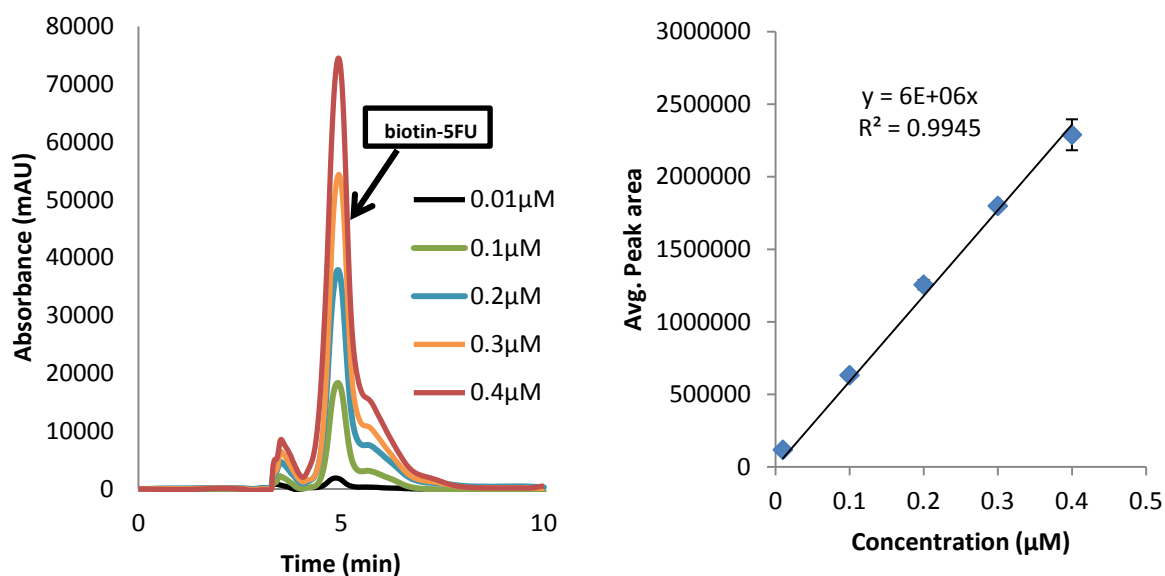 80000
70000
60000
50000
40000
30000
20000
10000
0
Absorbance (mAU)
0
5
10
Time (min)
biotin-5FU
0.01µM
0.1µM
0.2µM
0.3µM
0.4µM
3000000
2500000
2000000
1500000
1000000
500000
0
Avg. Peak area
y = 6E+06x
R² = 0.9945
0
0.1
0.2
0.3
0.4
0.5
Concentration (µM)